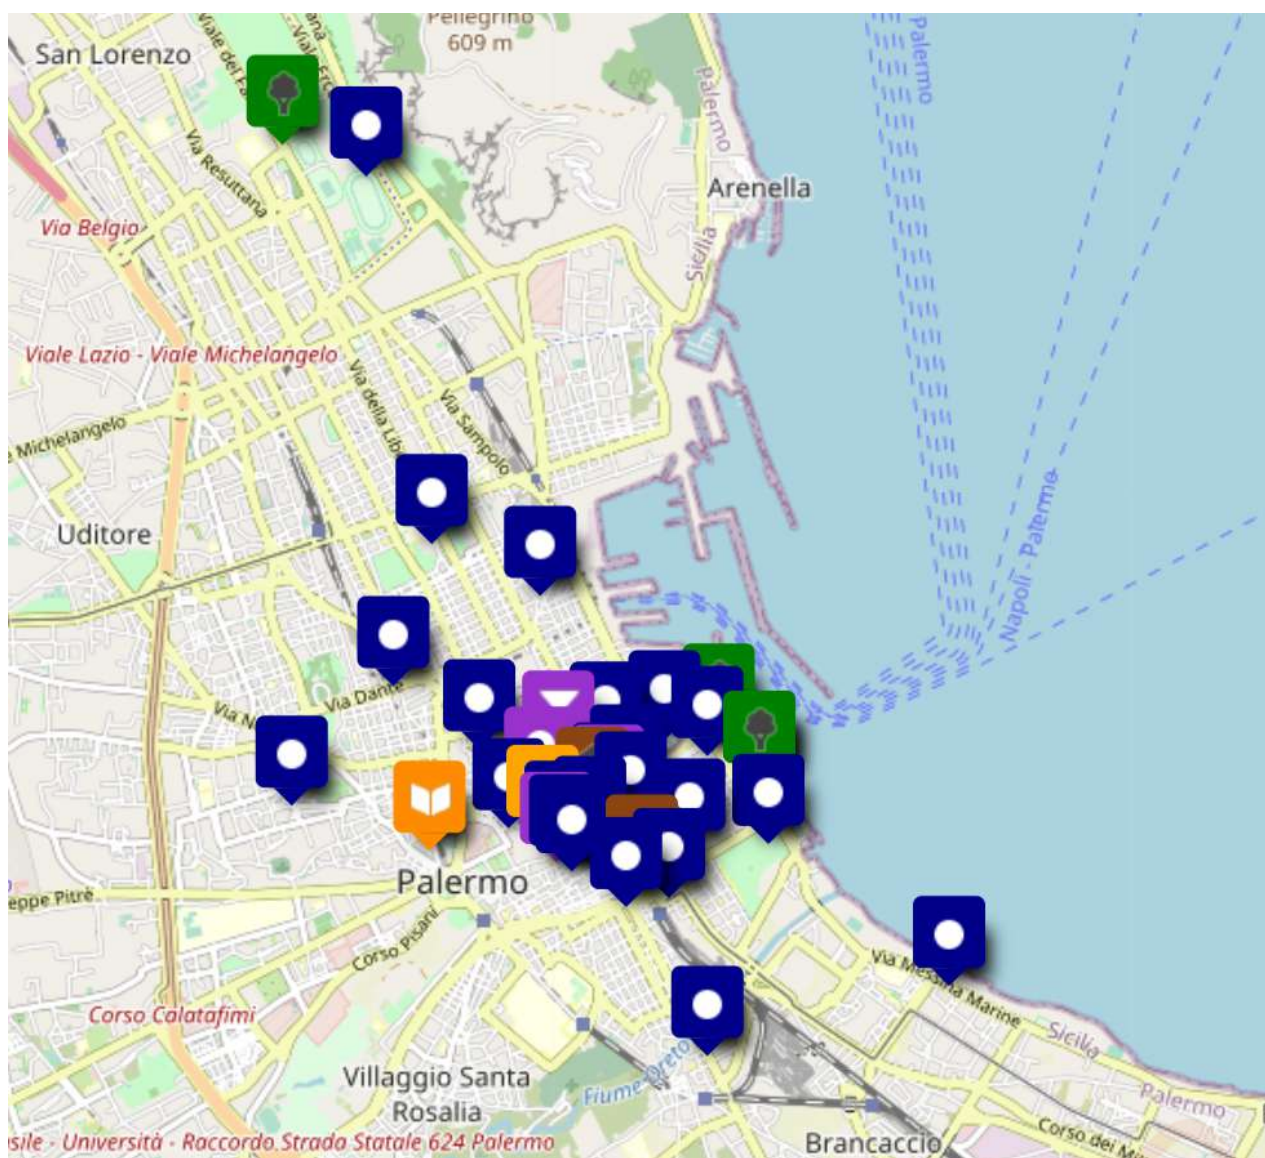 Pellegrino
609 m
San Lorenzo
Palermo
Palermo
Via Resuttana
Arenella
Via Belgio
Sicilia
Viale Lazio - Viale Michelangelo
Via della
Via Sampolo
Michelangelo
Uditore
Napoli - Palermo
Via Dante
Palermo
Corso Pisani
Via Messina Marine
Corso Calatafimi
Sicilia
Villaggio Santa
Rosalia
Fiume Oreto
Palermo
Università - Raccordo Strada Statale 624 Palermo
Brancaccio
Corso dei